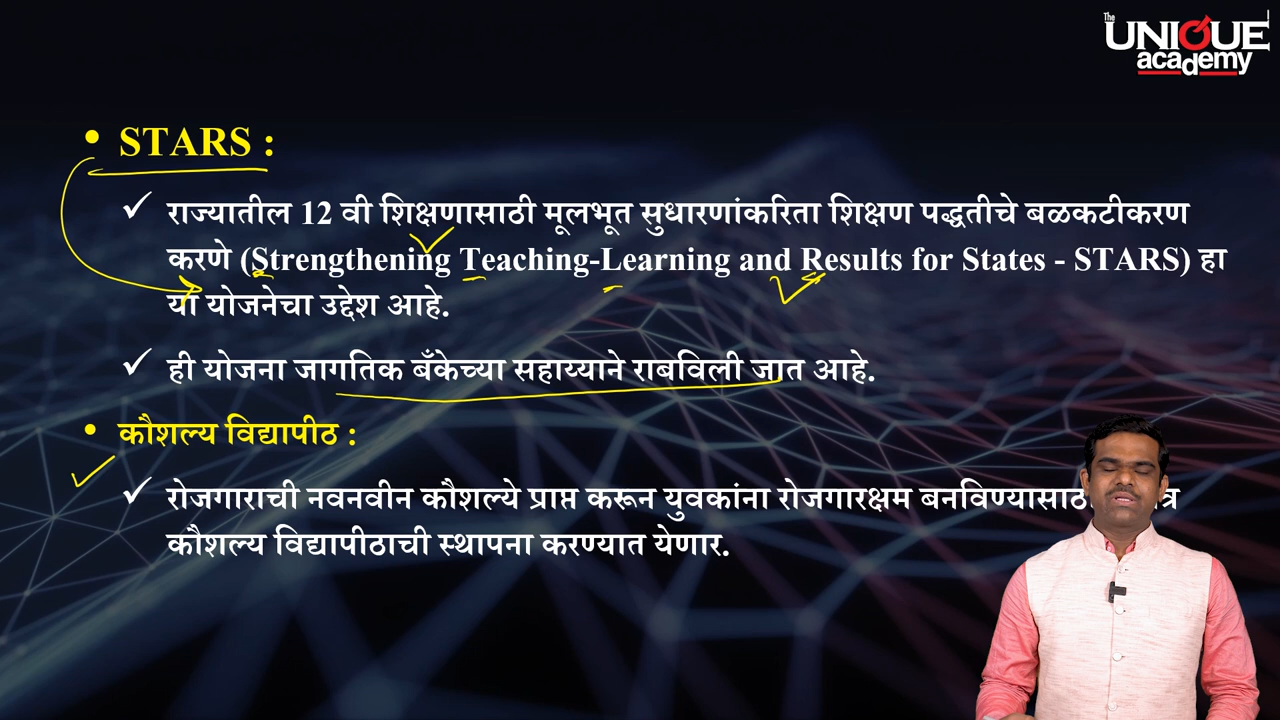 The
UNIQUE
academy
• STARS :
✓ राज्यातील 12 वी शिक्षणासाठी मूलभूत सुधारणांकरिता शिक्षण पद्धतीचे बळकटीकरण
करणे (Strengthening Teaching-Learning and Results for States - STARS) हा
या योजनेचा उद्देश आहे.
✓ ही योजना जागतिक बँकेच्या सहाय्याने राबविली जात आहे.
• कौशल्य विद्यापीठ :
✓ रोजगाराची नवनवीन कौशल्ये प्राप्त करून युवकांना रोजगारक्षम बनविण्यासाठी
कौशल्य विद्यापीठाची स्थापना करण्यात येणार.